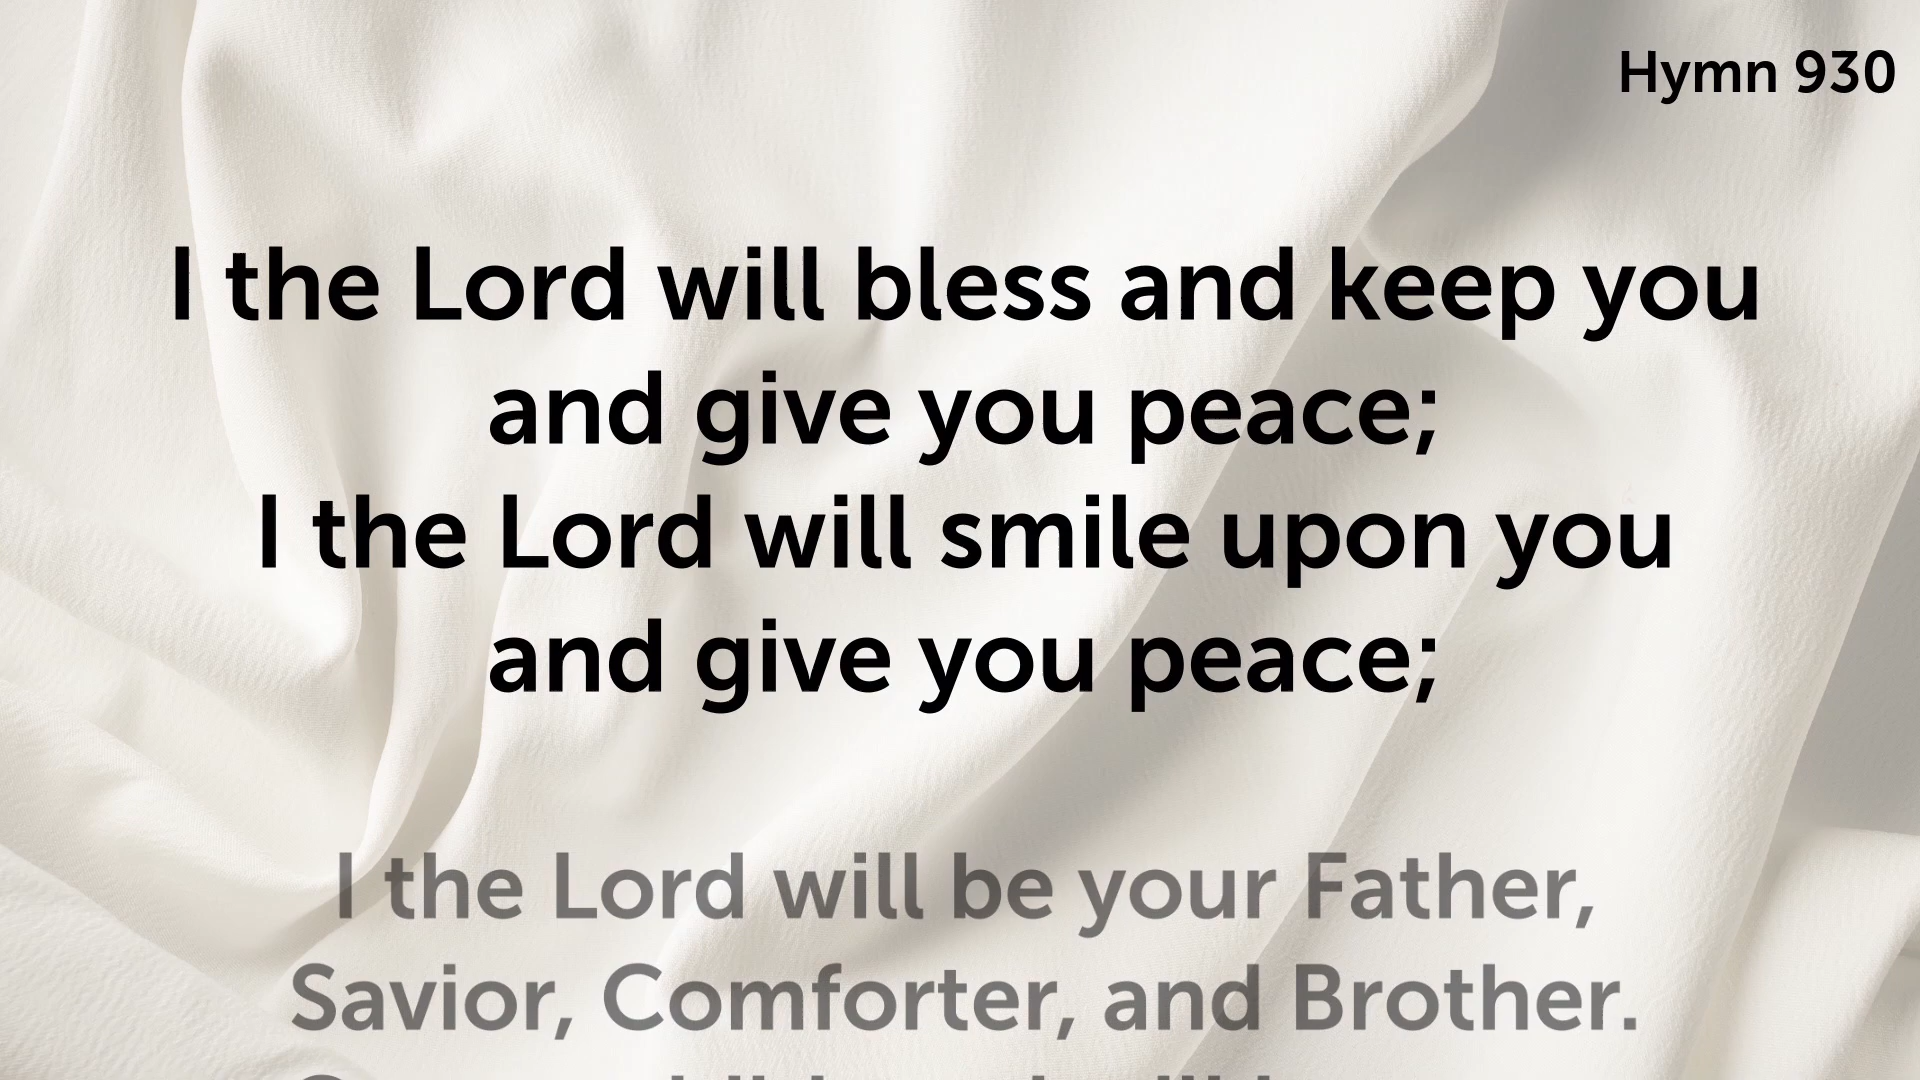 Hymn 930
I the Lord will bless and keep you
and give you peace;
I the Lord will smile upon you
and give you peace;
I the Lord will be your Father,
Savior, Comforter, and Brother.